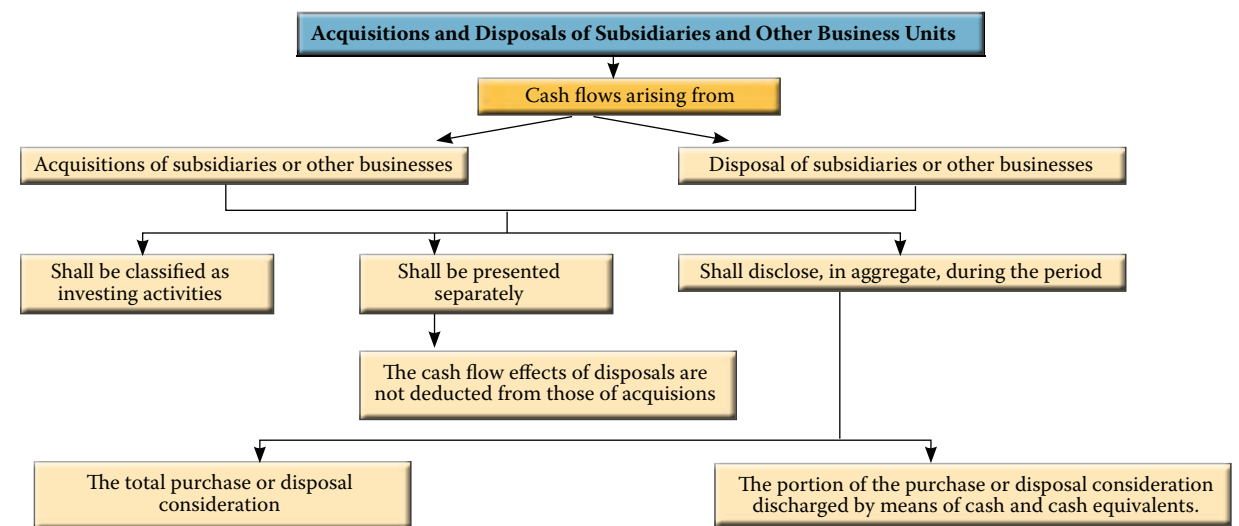 Acquisitions and Disposals of Subsidiaries and Other Business Units
Cash flows arising from
Acquisitions of subsidiaries or other businesses
Disposal of subsidiaries or other businesses
Shall be classified as
investing activities
Shall be presented
separately
Shall disclose, in aggregate, during the period
The cash flow effects of disposals are
not deducted from those of acquisions
The total purchase or disposal
consideration
The portion of the purchase or disposal consideration
discharged by means of cash and cash equivalents.